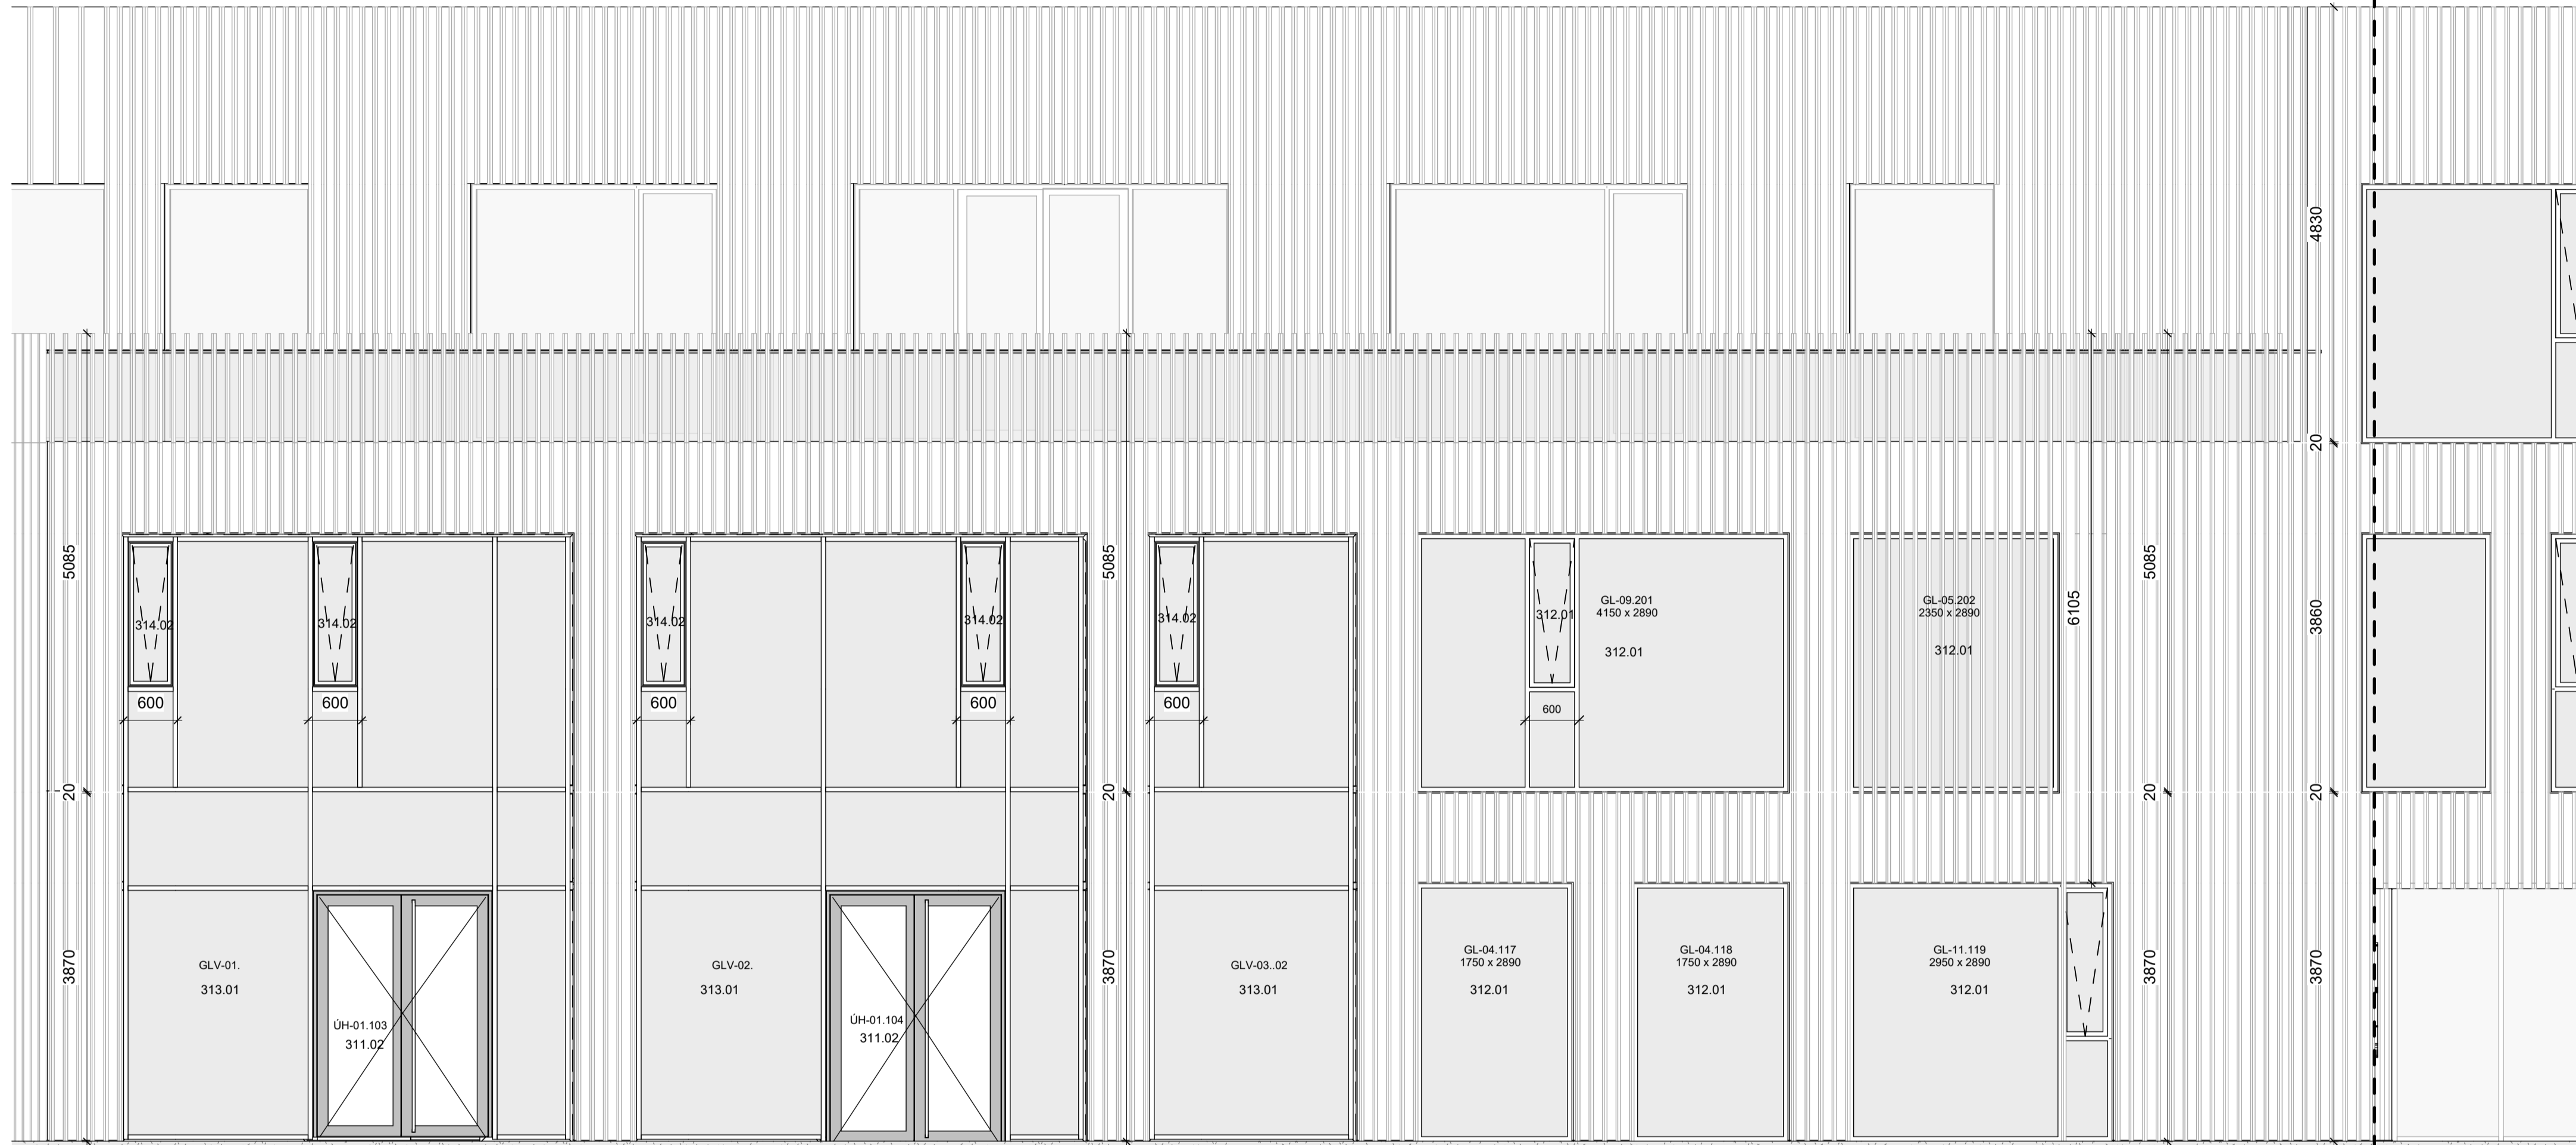 4830
20
5085
5085
5085
3860
6105
314.02
314.02
314.02
314.02
314.02
312.01
GL-09.201
4150 x 2890
312.01
GL-05.202
2350 x 2890
312.01
600
600
600
600
600
600
20
20
20
20
3870
3870
3870
3870
GLV-01.
313.01
ÚH-01.103
311.02
GLV-02.
313.01
ÚH-01.104
311.02
GLV-03..02
313.01
GL-04.117
1750 x 2890
312.01
GL-04.118
1750 x 2890
312.01
GL-11.119
2950 x 2890
312.01